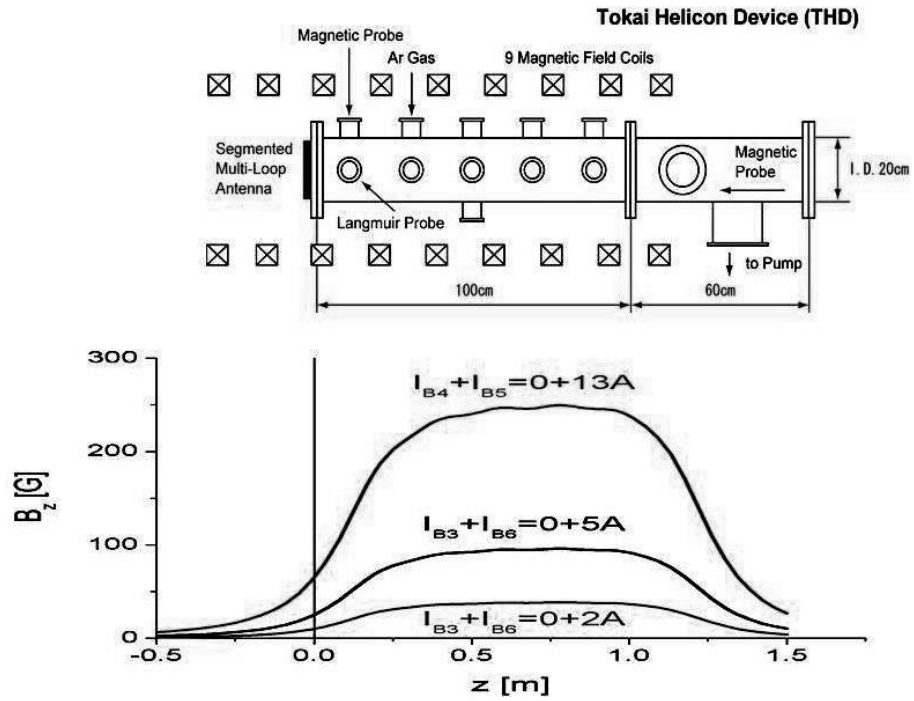 Tokai Helicon Device (THD)
Magnetic Probe
Ar Gas
9 Magnetic Field Coils
Segmented
Multi-Loop
Antenna
Magnetic
Probe
I.D.20cm
Langmuir Probe
to Pump
100cm
60cm
300
200
100
0
B_z [G]
I_B4+I_B5=0+13A
I_B3+I_B6=0+5A
I_B3+I_B6=0+2A
-0.5
0.0
0.5
1.0
1.5
z [m]